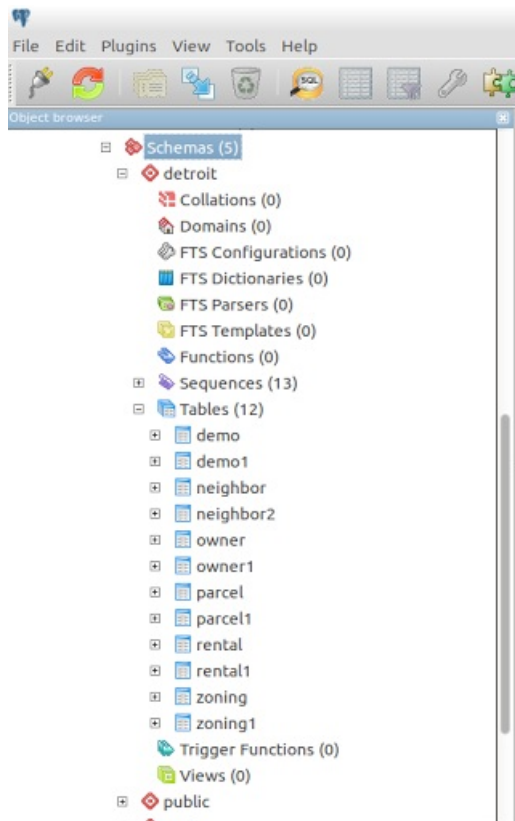 File Edit Plugins View Tools Help
SQL
Object browser
Schemas (5)
detroit
Collations (0)
Domains (0)
FTS Configurations (0)
FTS Dictionaries (0)
FTS Parsers (0)
FTS Templates (0)
Functions (0)
Sequences (13)
Tables (12)
demo
demo1
neighbor
neighbor2
owner
owner1
parcel
parcel1
rental
rental1
zoning
zoning1
Trigger Functions (0)
Views (0)
public